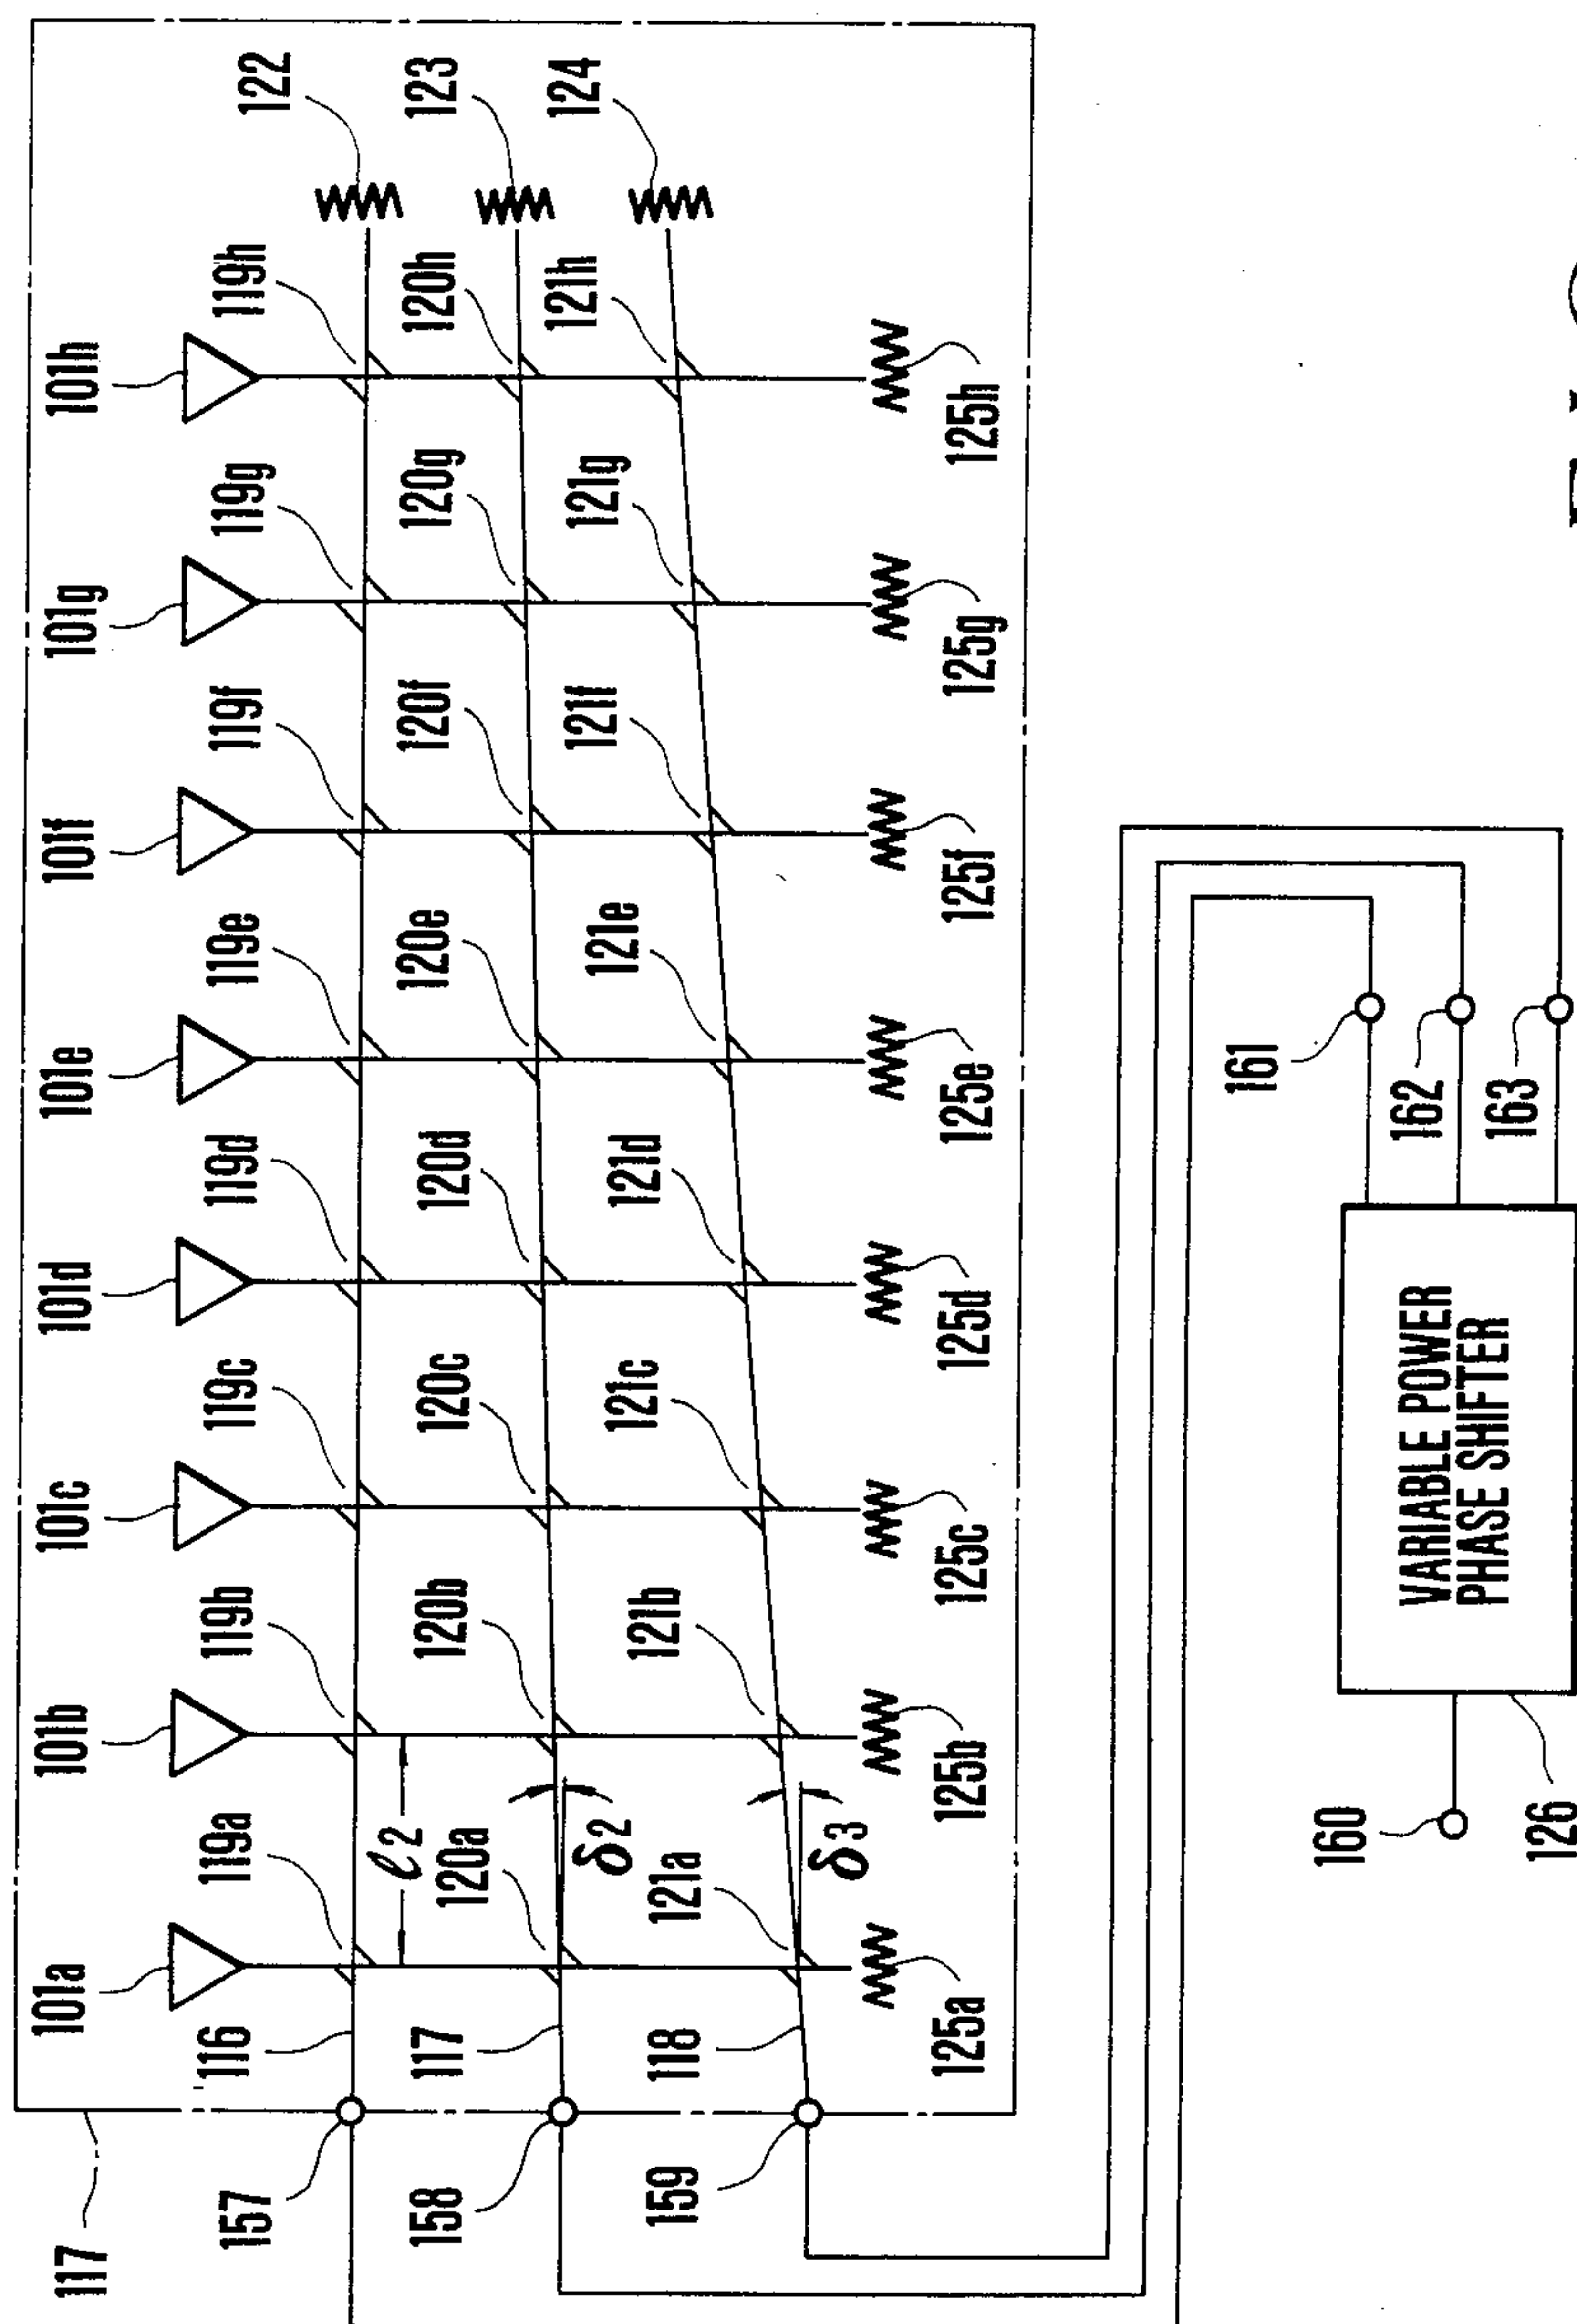 101a
101b
101c
101d
101e
101f
101g
101h
119a
119b
119c
119d
119e
119f
119g
119h
122
116
ℓ2
120a
120b
120c
120d
120e
120f
120g
120h
123
117
δ2
121a
121b
121c
121d
121e
121f
121g
121h
124
118
δ3
125a
125b
125c
125d
125e
125f
125g
125h
117
157
158
159
161
162
163
VARIABLE POWER
PHASE SHIFTER
160
126